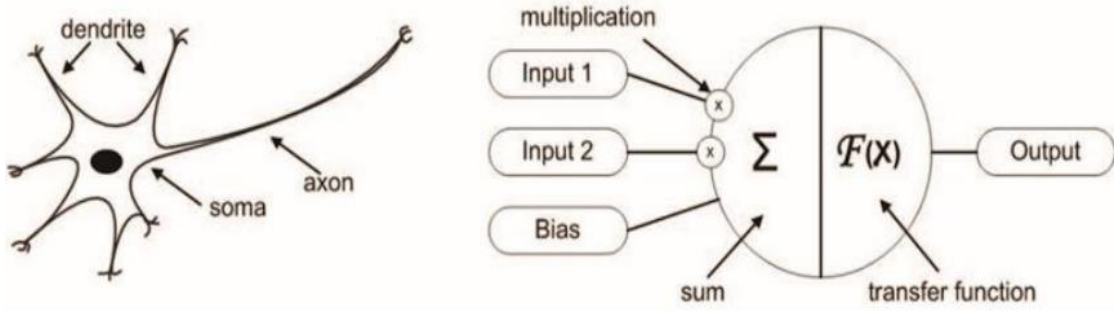 dendrite
axon
soma
multiplication
Input 1
x
Input 2
x
Bias
Σ
F(X)
Output
sum
transfer function